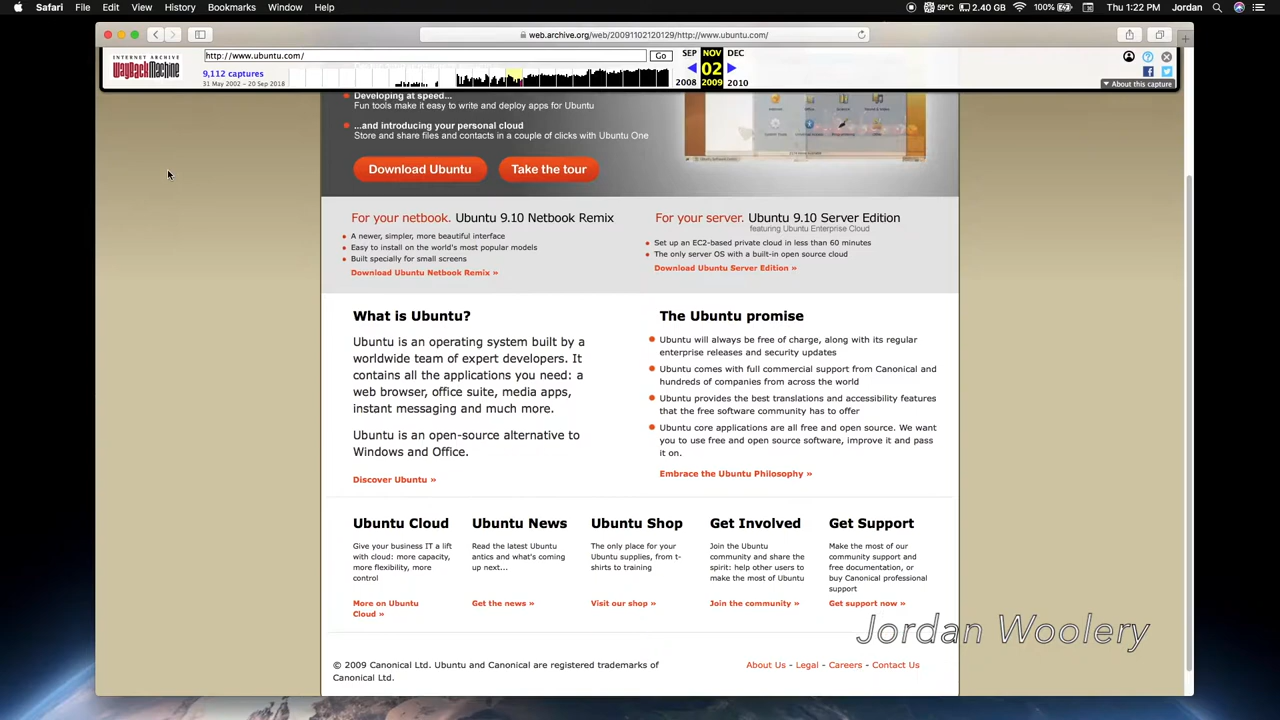 Safari File Edit View History Bookmarks Window Help
59°C 2.40 GB 100% Thu 1:22 PM Jordan
web.archive.org/web/20091102120129/http://www.ubuntu.com/
INTERNET ARCHIVE
WayBackMachine
http://www.ubuntu.com/ Go
9,112 captures
31 May 2002 – 20 Sep 2018
SEP NOV DEC
02
2008 2009 2010
About this capture
Developing at speed...
Fun tools make it easy to write and deploy apps for Ubuntu
...and introducing your personal cloud
Store and share files and contacts in a couple of clicks with Ubuntu One
Download Ubuntu Take the tour
For your netbook. Ubuntu 9.10 Netbook Remix
A newer, simpler, more beautiful interface
Easy to install on the world's most popular models
Built specially for small screens
Download Ubuntu Netbook Remix »
For your server. Ubuntu 9.10 Server Edition
featuring Ubuntu Enterprise Cloud
Set up an EC2-based private cloud in less than 60 minutes
The only server OS with a built-in open source cloud
Download Ubuntu Server Edition »
What is Ubuntu?
Ubuntu is an operating system built by a
worldwide team of expert developers. It
contains all the applications you need: a
web browser, office suite, media apps,
instant messaging and much more.
Ubuntu is an open-source alternative to
Windows and Office.
Discover Ubuntu »
The Ubuntu promise
Ubuntu will always be free of charge, along with its regular
enterprise releases and security updates
Ubuntu comes with full commercial support from Canonical and
hundreds of companies from across the world
Ubuntu provides the best translations and accessibility features
that the free software community has to offer
Ubuntu core applications are all free and open source. We want
you to use free and open source software, improve it and pass
it on.
Embrace the Ubuntu Philosophy »
Ubuntu Cloud
Give your business IT a lift
with cloud: more capacity,
more flexibility, more
control
More on Ubuntu
Cloud »
Ubuntu News
Read the latest Ubuntu
antics and what's coming
up next...
Get the news »
Ubuntu Shop
The only place for your
Ubuntu supplies, from t-
shirts to training
Visit our shop »
Get Involved
Join the Ubuntu
community and share the
spirit: help other users to
make the most of Ubuntu
Join the community »
Get Support
Make the most of our
community support and
free documentation, or
buy Canonical professional
support
Get support now »
Jordan Woolery
© 2009 Canonical Ltd. Ubuntu and Canonical are registered trademarks of
Canonical Ltd.
About Us - Legal - Careers - Contact Us